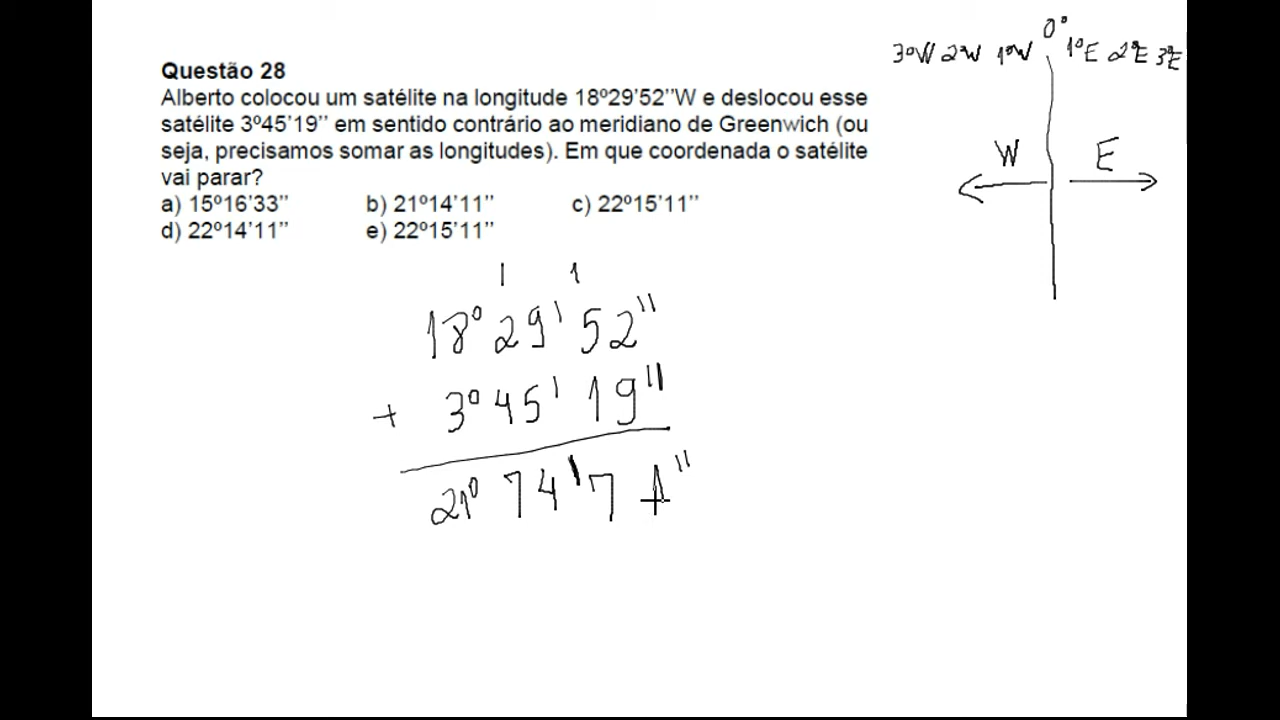 0°
3°W 2°W 1°W 1°E 2°E 3°E
W E
Questão 28
Alberto colocou um satélite na longitude 18º29’52’’W e deslocou esse
satélite 3º45’19’’ em sentido contrário ao meridiano de Greenwich (ou
seja, precisamos somar as longitudes). Em que coordenada o satélite
vai parar?
a) 15º16’33’’ b) 21º14’11’’ c) 22º15’11’’
d) 22º14’11’’ e) 22º15’11’’
1 1
18° 29' 52''
+ 3° 45' 19''
21° 74' 71''